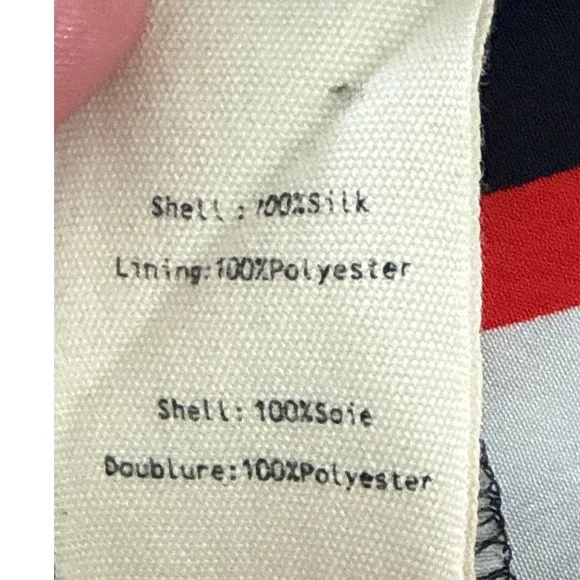 Shell: 100%Silk
Lining:100%Polyester
Shell: 100%Soie
Doublure:100%Polyester